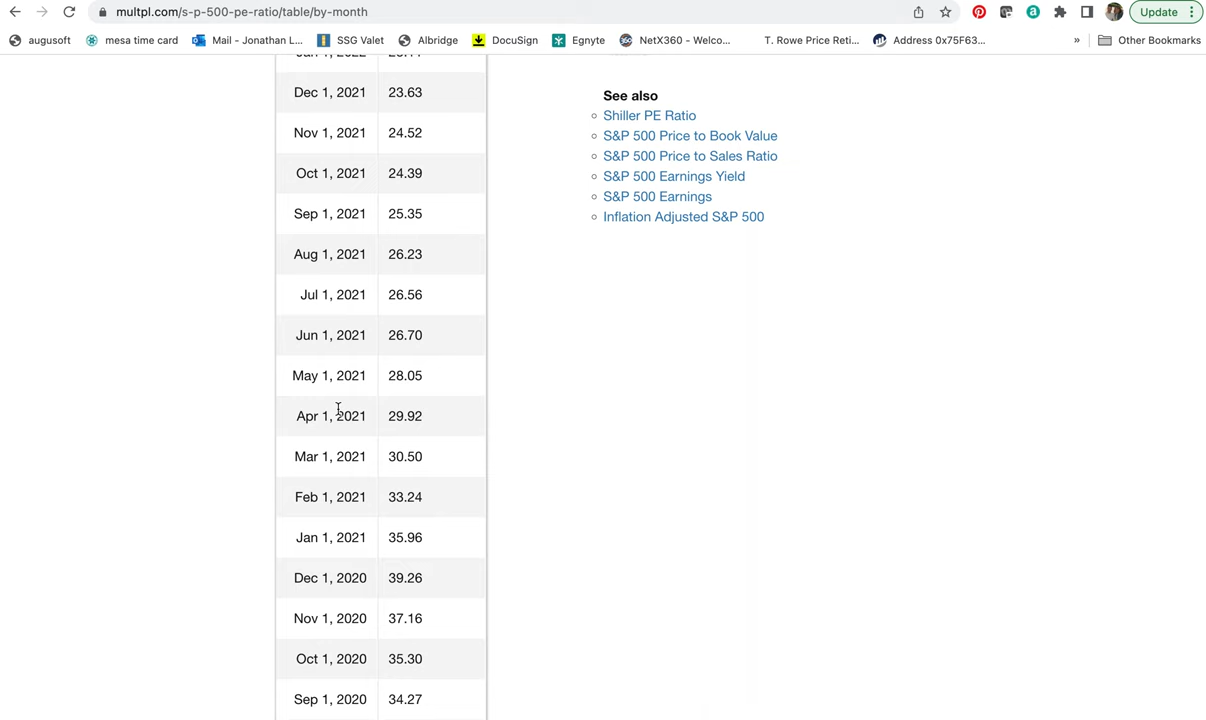 multpl.com/s-p-500-pe-ratio/table/by-month
Update
augusoft
mesa time card
Mail - Jonathan L...
SSG Valet
Albridge
DocuSign
Egnyte
NetX360 - Welco...
T. Rowe Price Reti...
Address 0x75F63...
»
Other Bookmarks
Dec 1, 2021 23.63
Nov 1, 2021 24.52
Oct 1, 2021 24.39
Sep 1, 2021 25.35
Aug 1, 2021 26.23
Jul 1, 2021 26.56
Jun 1, 2021 26.70
May 1, 2021 28.05
Apr 1, 2021 29.92
Mar 1, 2021 30.50
Feb 1, 2021 33.24
Jan 1, 2021 35.96
Dec 1, 2020 39.26
Nov 1, 2020 37.16
Oct 1, 2020 35.30
Sep 1, 2020 34.27
See also
Shiller PE Ratio
S&P 500 Price to Book Value
S&P 500 Price to Sales Ratio
S&P 500 Earnings Yield
S&P 500 Earnings
Inflation Adjusted S&P 500